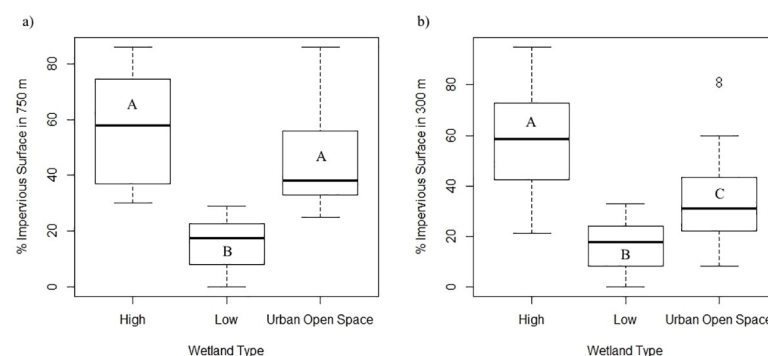 a)
% Impervious Surface in 750 m
80
60
40
20
0
A
B
A
High Low Urban Open Space
Wetland Type
b)
% Impervious Surface in 300 m
80
60
40
20
0
A
B
C
High Low Urban Open Space
Wetland Type